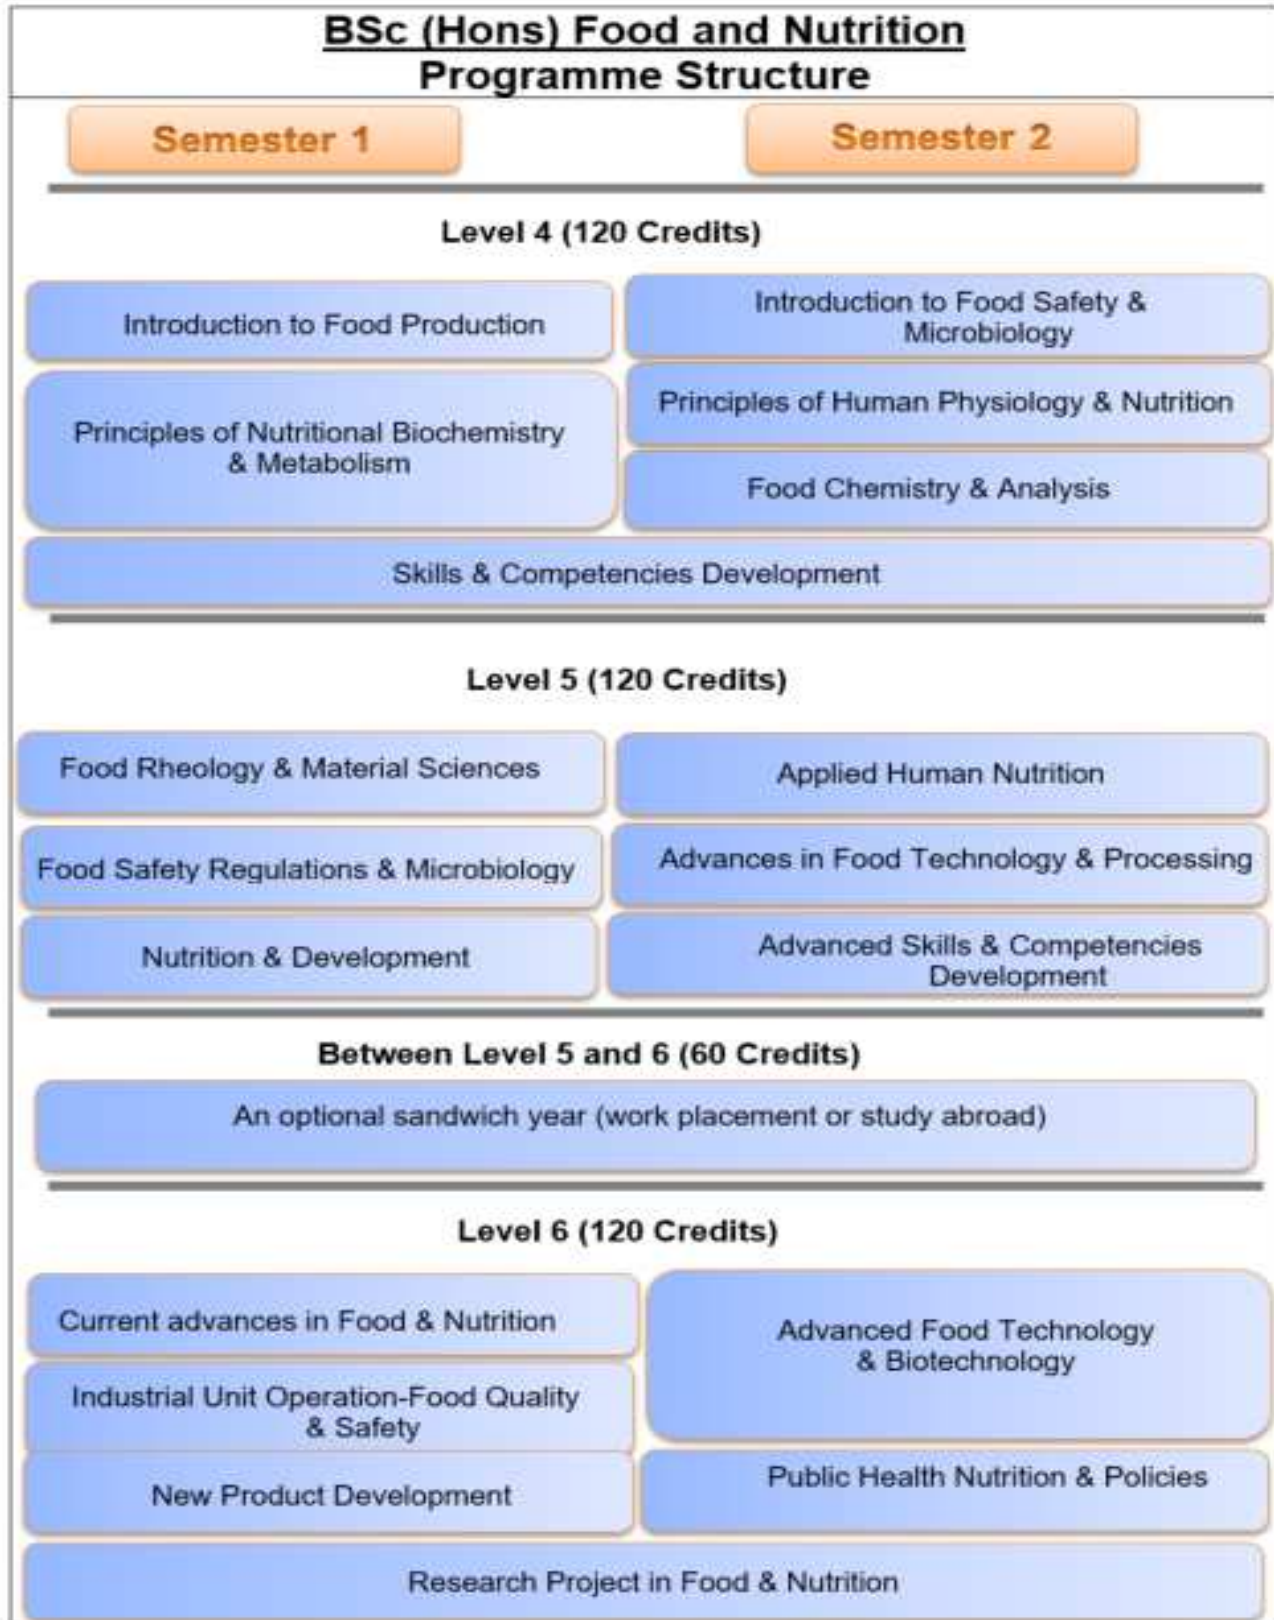 BSc (Hons) Food and Nutrition
Programme Structure
Semester 1
Semester 2
Level 4 (120 Credits)
Introduction to Food Production
Introduction to Food Safety &
Microbiology
Principles of Nutritional Biochemistry
& Metabolism
Principles of Human Physiology & Nutrition
Food Chemistry & Analysis
Skills & Competencies Development
Level 5 (120 Credits)
Food Rheology & Material Sciences
Applied Human Nutrition
Food Safety Regulations & Microbiology
Advances in Food Technology & Processing
Nutrition & Development
Advanced Skills & Competencies
Development
Between Level 5 and 6 (60 Credits)
An optional sandwich year (work placement or study abroad)
Level 6 (120 Credits)
Current advances in Food & Nutrition
Advanced Food Technology
& Biotechnology
Industrial Unit Operation-Food Quality
& Safety
New Product Development
Public Health Nutrition & Policies
Research Project in Food & Nutrition